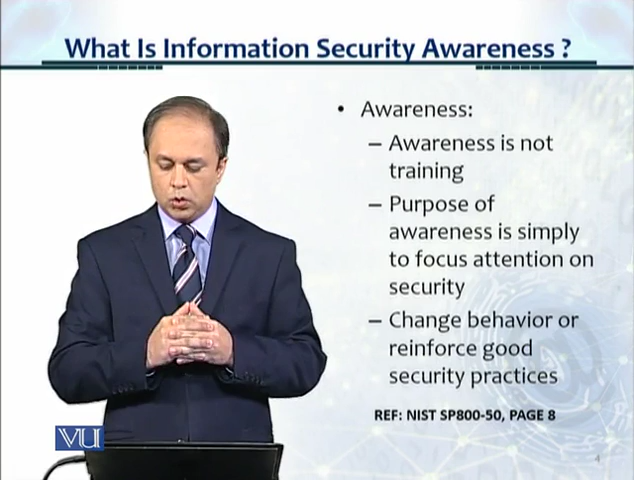 What Is Information Security Awareness ?
• Awareness:
– Awareness is not
training
– Purpose of
awareness is simply
to focus attention on
security
– Change behavior or
reinforce good
security practices
REF: NIST SP800-50, PAGE 8
VU
4